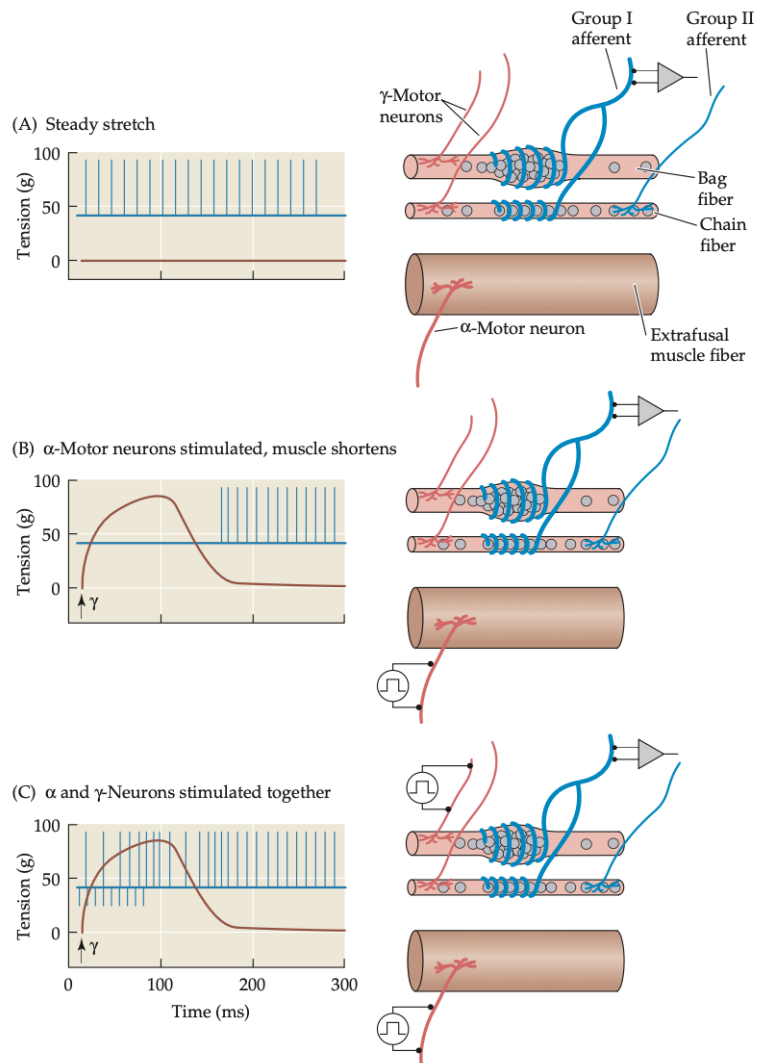 Group I
afferent
Group II
afferent
γ-Motor
neurons
(A) Steady stretch
100
50
0
Tension (g)
Bag
fiber
Chain
fiber
α-Motor neuron
Extrafusal
muscle fiber
(B) α-Motor neurons stimulated, muscle shortens
100
50
0
Tension (g)
γ
(C) α and γ-Neurons stimulated together
100
50
0
Tension (g)
γ
0
100
200
300
Time (ms)